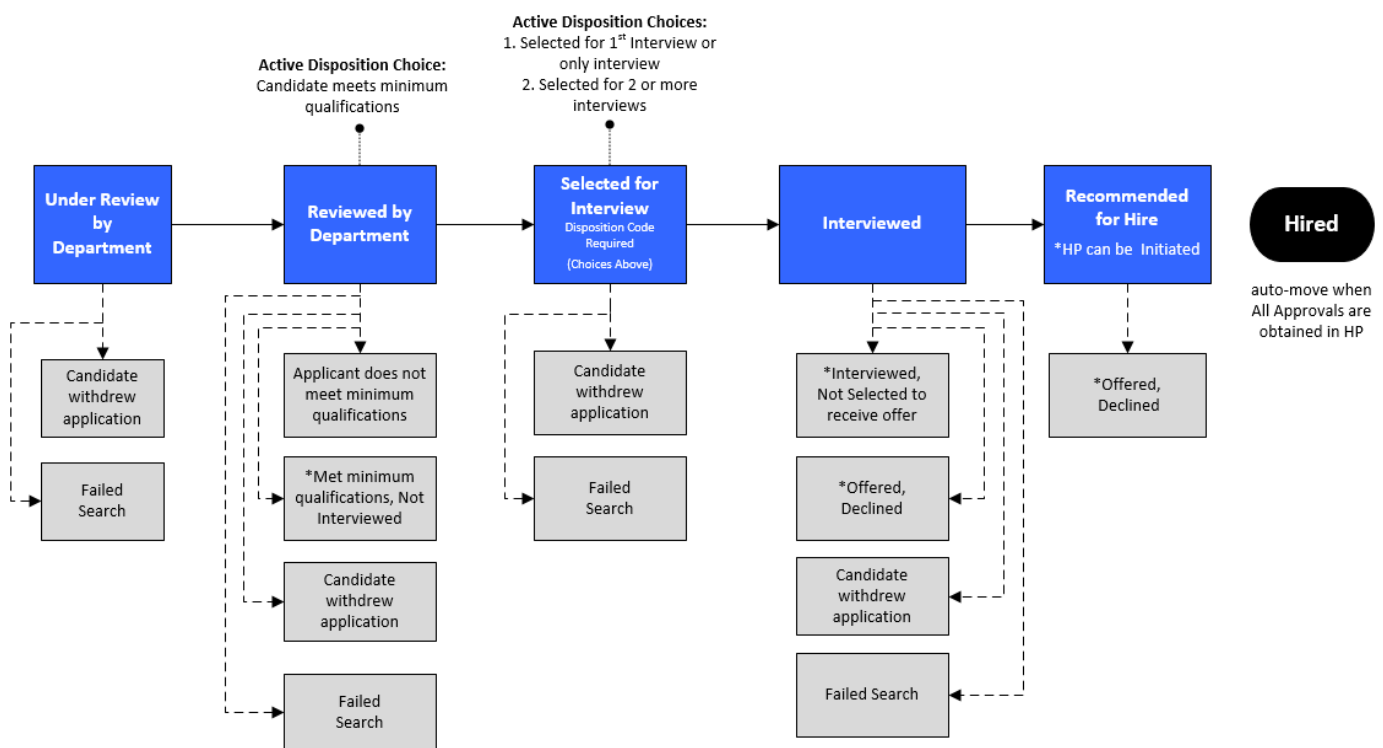 Active Disposition Choice:
Candidate meets minimum
qualifications
Active Disposition Choices:
1. Selected for 1st Interview or
only interview
2. Selected for 2 or more
interviews
Under Review
by
Department
Reviewed by
Department
Selected for
Interview
Disposition Code
Required
(Choices Above)
Interviewed
Recommended
for Hire
*HP can be Initiated
Hired
auto-move when
All Approvals are
obtained in HP
Candidate
withdrew
application
Failed
Search
Applicant does not
meet minimum
qualifications
*Met minimum
qualifications, Not
Interviewed
Candidate
withdrew
application
Failed
Search
Candidate
withdrew
application
Failed
Search
*Interviewed,
Not Selected to
receive offer
*Offered,
Declined
Candidate
withdrew
application
Failed Search
*Offered,
Declined